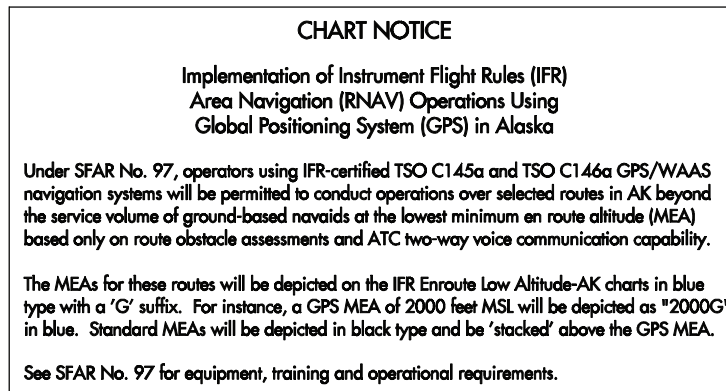 CHART NOTICE
Implementation of Instrument Flight Rules (IFR)
Area Navigation (RNAV) Operations Using
Global Positioning System (GPS) in Alaska
Under SFAR No. 97, operators using IFR-certified TSO C145a and TSO C146a GPS/WAAS
navigation systems will be permitted to conduct operations over selected routes in AK beyond
the service volume of ground-based navaids at the lowest minimum en route altitude (MEA)
based only on route obstacle assessments and ATC two-way voice communication capability.
The MEAs for these routes will be depicted on the IFR Enroute Low Altitude-AK charts in blue
type with a 'G' suffix. For instance, a GPS MEA of 2000 feet MSL will be depicted as "2000G"
in blue. Standard MEAs will be depicted in black type and be 'stacked' above the GPS MEA.
See SFAR No. 97 for equipment, training and operational requirements.